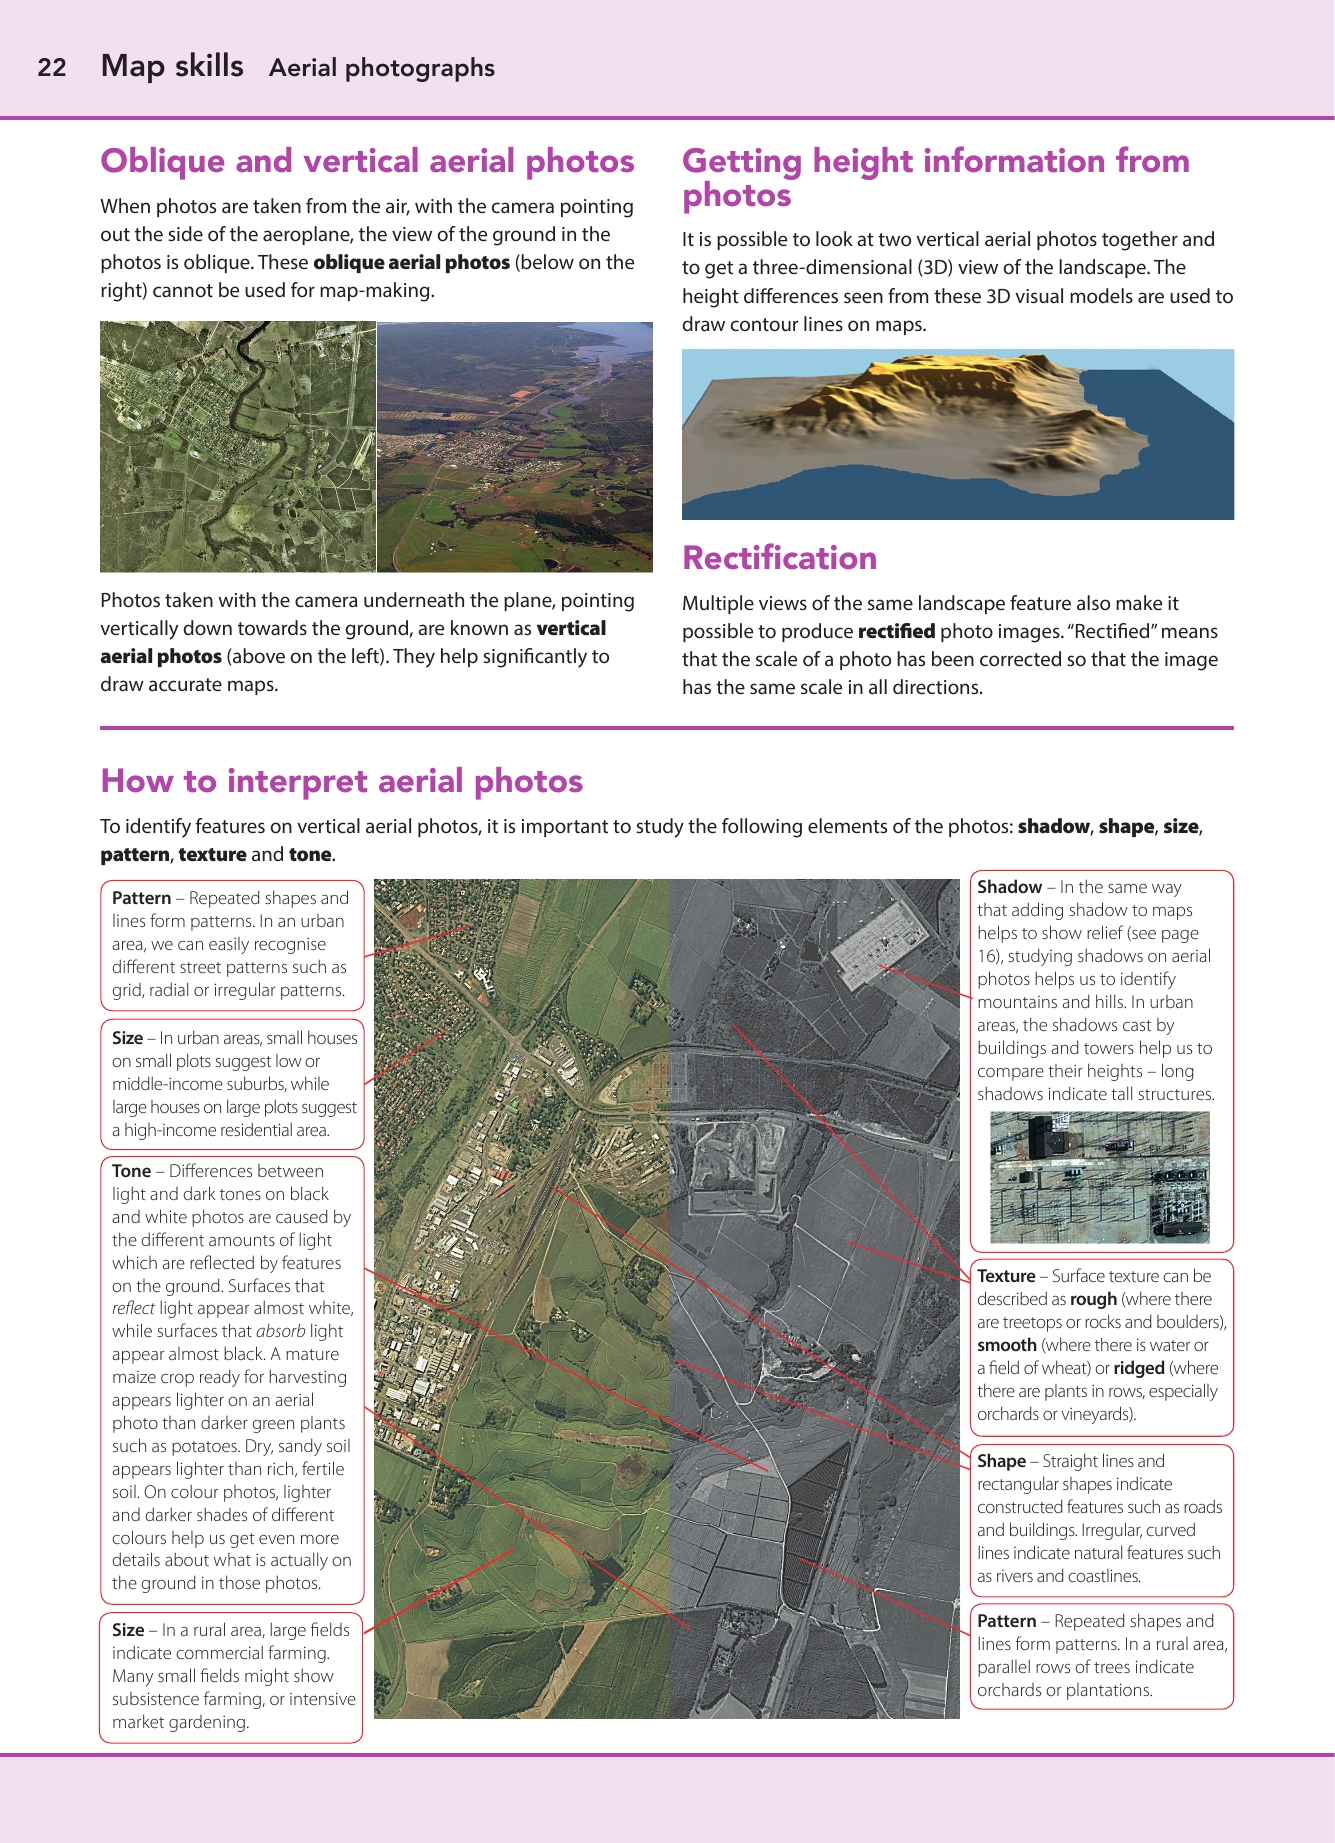 22 Map skills Aerial photographs
Oblique and vertical aerial photos
When photos are taken from the air, with the camera pointing
out the side of the aeroplane, the view of the ground in the
photos is oblique. These oblique aerial photos (below on the
right) cannot be used for map-making.
Photos taken with the camera underneath the plane, pointing
vertically down towards the ground, are known as vertical
aerial photos (above on the left). They help significantly to
draw accurate maps.
Getting height information from
photos
It is possible to look at two vertical aerial photos together and
to get a three-dimensional (3D) view of the landscape. The
height differences seen from these 3D visual models are used to
draw contour lines on maps.
Rectification
Multiple views of the same landscape feature also make it
possible to produce rectified photo images. “Rectified” means
that the scale of a photo has been corrected so that the image
has the same scale in all directions.
How to interpret aerial photos
To identify features on vertical aerial photos, it is important to study the following elements of the photos: shadow, shape, size,
pattern, texture and tone.
Pattern – Repeated shapes and
lines form patterns. In an urban
area, we can easily recognise
different street patterns such as
grid, radial or irregular patterns.
Size – In urban areas, small houses
on small plots suggest low or
middle-income suburbs, while
large houses on large plots suggest
a high-income residential area.
Tone – Differences between
light and dark tones on black
and white photos are caused by
the different amounts of light
which are reflected by features
on the ground. Surfaces that
reflect light appear almost white,
while surfaces that absorb light
appear almost black. A mature
maize crop ready for harvesting
appears lighter on an aerial
photo than darker green plants
such as potatoes. Dry, sandy soil
appears lighter than rich, fertile
soil. On colour photos, lighter
and darker shades of different
colours help us get even more
details about what is actually on
the ground in those photos.
Size – In a rural area, large fields
indicate commercial farming.
Many small fields might show
subsistence farming, or intensive
market gardening.
Shadow – In the same way
that adding shadow to maps
helps to show relief (see page
16), studying shadows on aerial
photos helps us to identify
mountains and hills. In urban
areas, the shadows cast by
buildings and towers help us to
compare their heights – long
shadows indicate tall structures.
Texture – Surface texture can be
described as rough (where there
are treetops or rocks and boulders),
smooth (where there is water or
a field of wheat) or ridged (where
there are plants in rows, especially
orchards or vineyards).
Shape – Straight lines and
rectangular shapes indicate
constructed features such as roads
and buildings. Irregular, curved
lines indicate natural features such
as rivers and coastlines.
Pattern – Repeated shapes and
lines form patterns. In a rural area,
parallel rows of trees indicate
orchards or plantations.